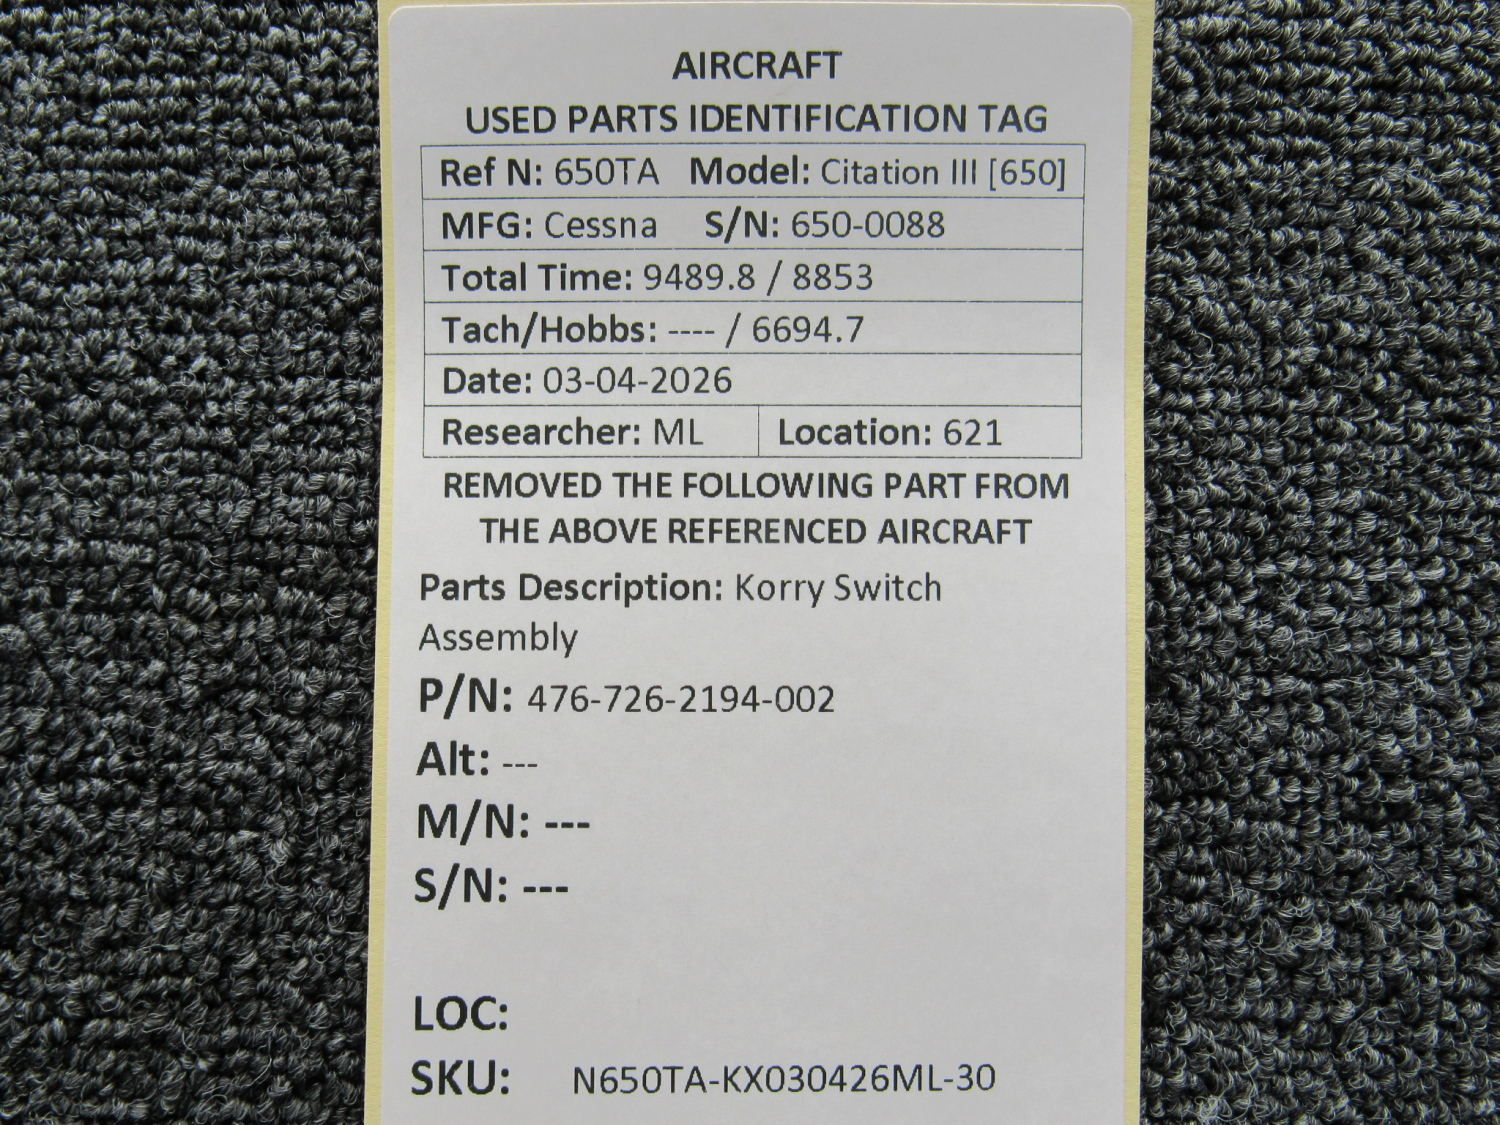 AIRCRAFT
USED PARTS IDENTIFICATION TAG
Ref N: 650TA Model: Citation III [650]
MFG: Cessna S/N: 650-0088
Total Time: 9489.8 / 8853
Tach/Hobbs: ---- / 6694.7
Date: 03-04-2026
Researcher: ML Location: 621
REMOVED THE FOLLOWING PART FROM
THE ABOVE REFERENCED AIRCRAFT
Parts Description: Korry Switch
Assembly
P/N: 476-726-2194-002
Alt: ---
M/N: ---
S/N: ---
LOC:
SKU: N650TA-KX030426ML-30